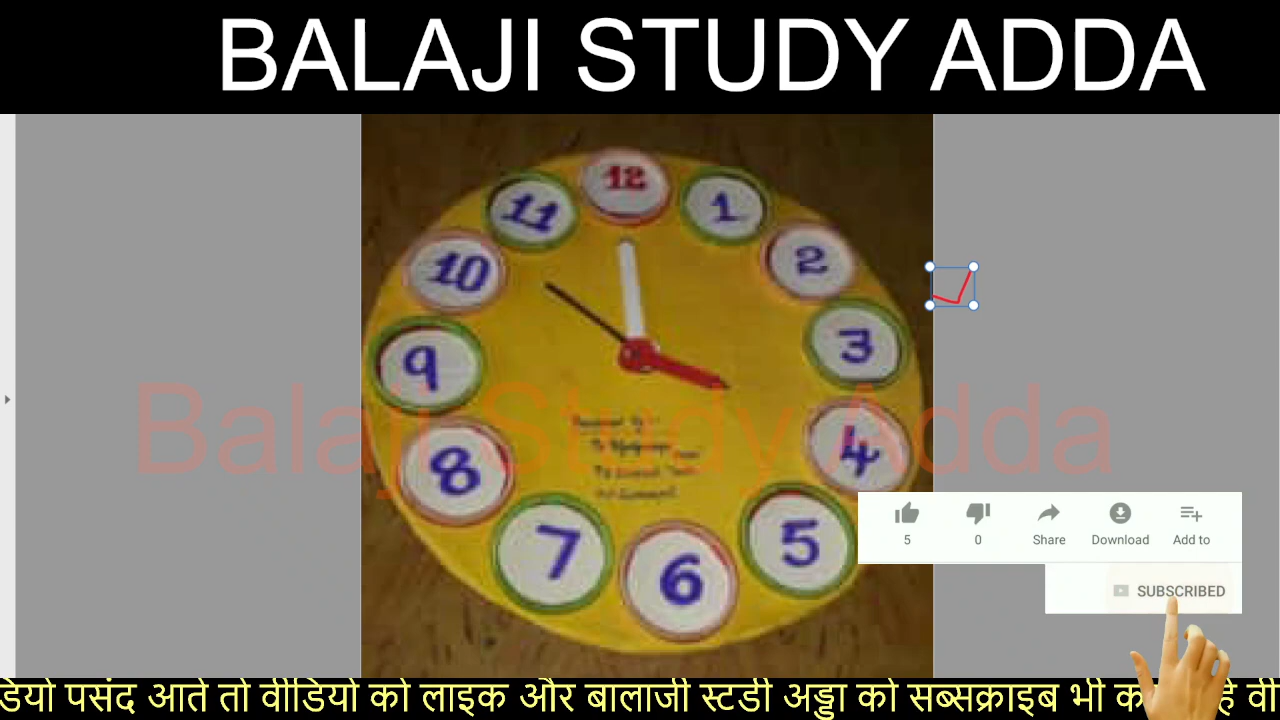 BALAJI STUDY ADDA
12
11
1
10
2
9
3
Balaji Study Adda
8
4
7
5
6
5
0
Share
Download
Add to
SUBSCRIBED
डियो पसंद आते तो वीडियो को लाइक और बालाजी स्टडी अड्डा को सब्सक्राइब भी